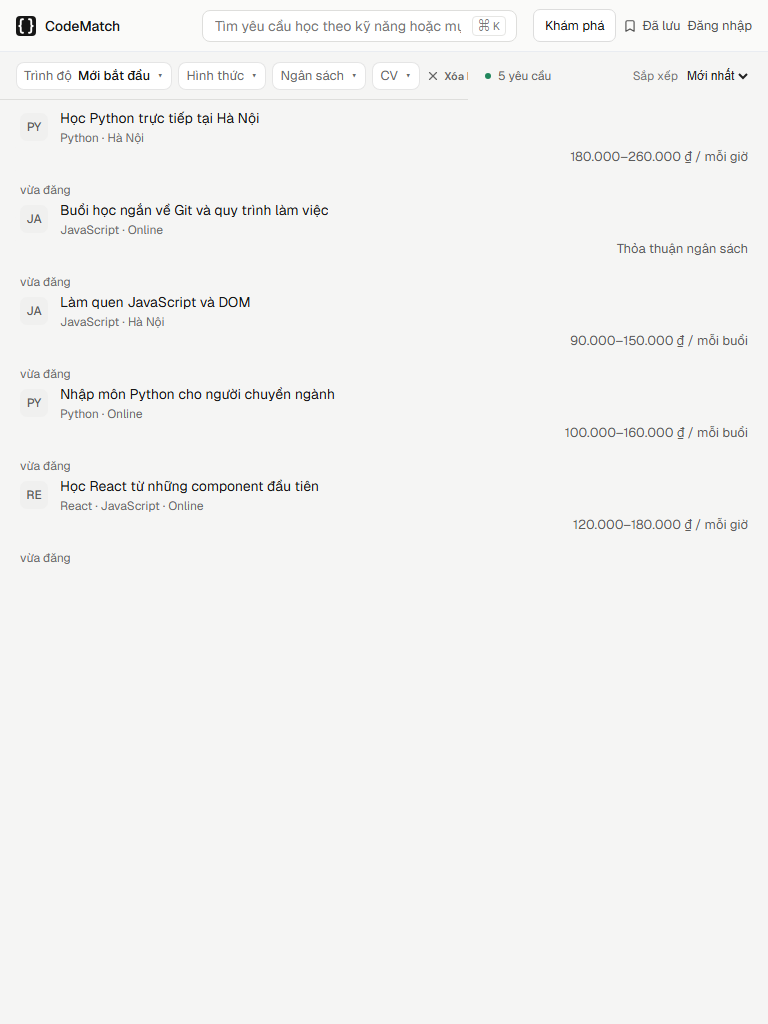 CodeMatch
Tìm yêu cầu học theo kỹ năng hoặc mụ
⌘ K
Khám phá
Đã lưu
Đăng nhập
Trình độ Mới bắt đầu
Hình thức
Ngân sách
CV
Xóa
5 yêu cầu
Sắp xếp Mới nhất
PY
Học Python trực tiếp tại Hà Nội
Python · Hà Nội
180.000–260.000 ₫ / mỗi giờ
vừa đăng
JA
Buổi học ngắn về Git và quy trình làm việc
JavaScript · Online
Thỏa thuận ngân sách
vừa đăng
JA
Làm quen JavaScript và DOM
JavaScript · Hà Nội
90.000–150.000 ₫ / mỗi buổi
vừa đăng
PY
Nhập môn Python cho người chuyển ngành
Python · Online
100.000–160.000 ₫ / mỗi buổi
vừa đăng
RE
Học React từ những component đầu tiên
React · JavaScript · Online
120.000–180.000 ₫ / mỗi giờ
vừa đăng